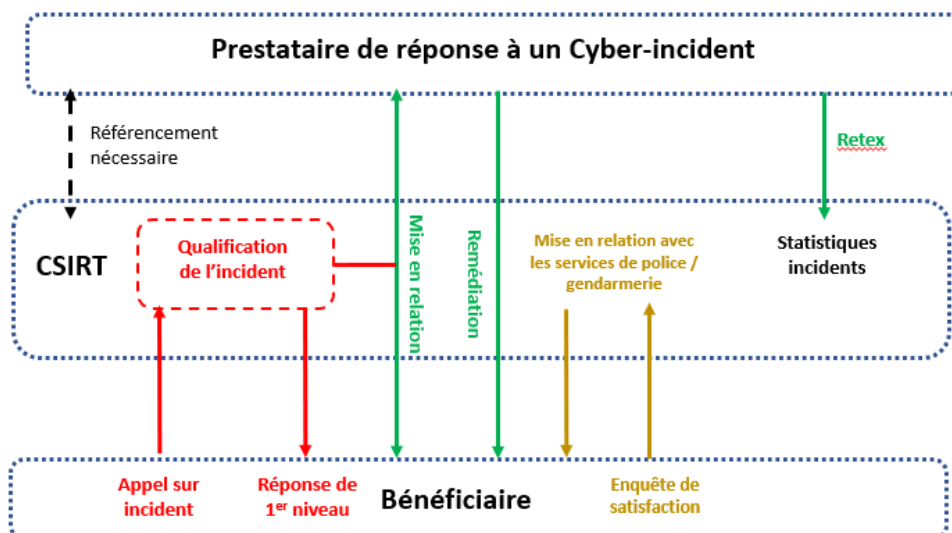 Prestataire de réponse à un Cyber-incident
Référencement
nécessaire
Retex
CSIRT
Qualification
de l'incident
Mise en relation
Remédiation
Mise en relation avec
les services de police /
gendarmerie
Statistiques
incidents
Appel sur
incident
Réponse de
1er niveau
Bénéficiaire
Enquête de
satisfaction